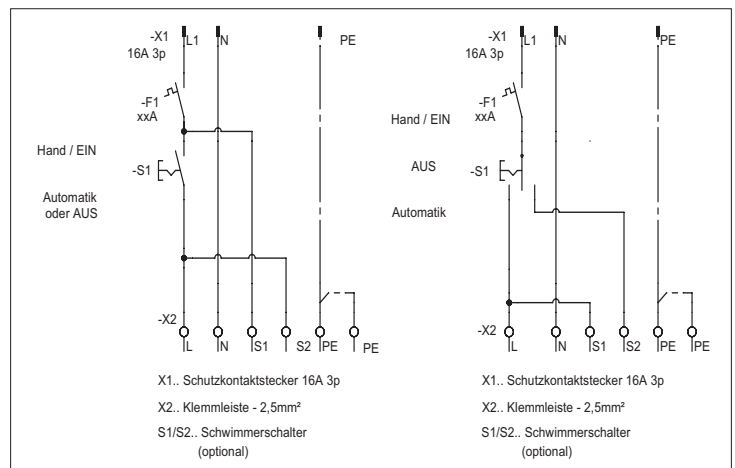 -X1
L1
N
PE
16A 3p
-F1
xxA
Hand / EIN
-S1
Automatik
oder AUS
-X2
L
N
S1
S2
PE
PE
X1.. Schutzkontaktstecker 16A 3p
X2.. Klemmleiste - 2,5mm²
S1/S2.. Schwimmerschalter
(optional)
-X1
L1
N
PE
16A 3p
-F1
xxA
Hand / EIN
AUS
-S1
Automatik
-X2
L
N
S1
S2
PE
PE
X1.. Schutzkontaktstecker 16A 3p
X2.. Klemmleiste - 2,5mm²
S1/S2.. Schwimmerschalter
(optional)